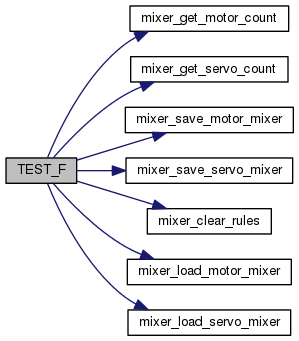 mixer_get_motor_count
mixer_get_servo_count
mixer_save_motor_mixer
TEST_F
mixer_save_servo_mixer
mixer_clear_rules
mixer_load_motor_mixer
mixer_load_servo_mixer